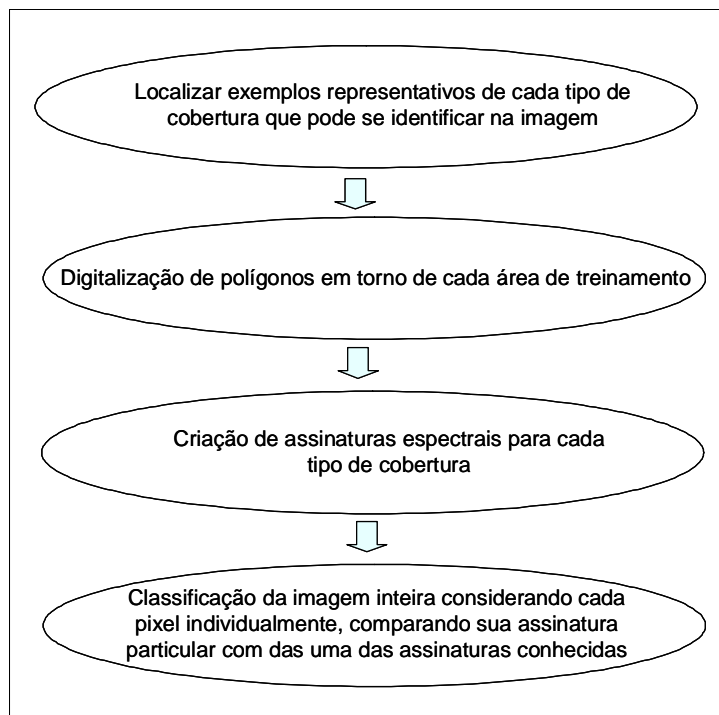 Localizar exemplos representativos de cada tipo de
cobertura que pode se identificar na imagem
Digitalização de polígonos em torno de cada área de treinamento
Criação de assinaturas espectrais para cada
tipo de cobertura
Classificação da imagem inteira considerando cada
pixel individualmente, comparando sua assinatura
particular com das uma das assinaturas conhecidas